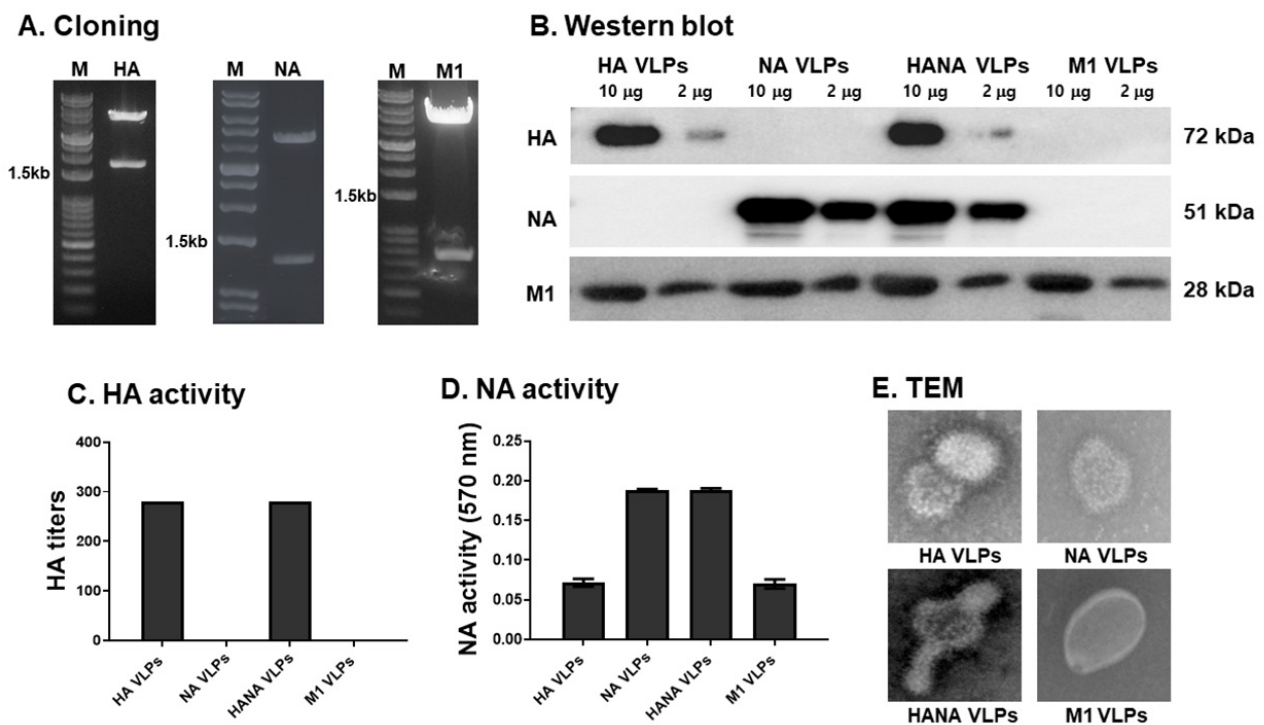 A. Cloning
M HA
1.5kb
M NA
1.5kb
M M1
1.5kb
B. Western blot
HA VLPs NA VLPs HANA VLPs M1 VLPs
10 μg 2 μg 10 μg 2 μg 10 μg 2 μg 10 μg 2 μg
HA 72 kDa
NA 51 kDa
M1 28 kDa
C. HA activity
HA titers
400
300
200
100
0
HA VLPs
NA VLPs
HANA VLPs
M1 VLPs
D. NA activity
NA activity (570 nm)
0.25
0.20
0.15
0.10
0.05
0.00
HA VLPs
NA VLPs
HANA VLPs
M1 VLPs
E. TEM
HA VLPs NA VLPs
HANA VLPs M1 VLPs